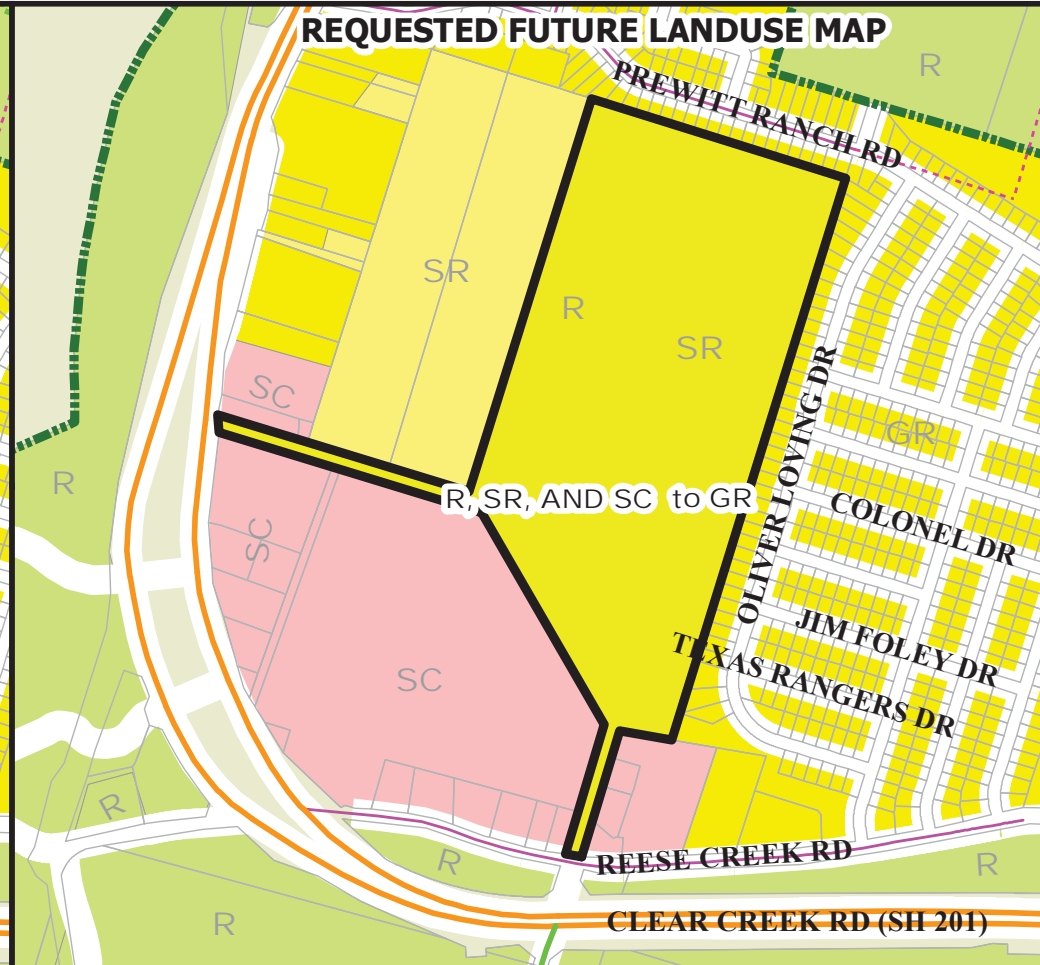 REQUESTED FUTURE LANDUSE MAP
R
PREWITT RANCH RD
SR
R
SR
SC
OLIVER LOVING DR
GR
R
R, SR, AND SC to GR
COLONEL DR
SC
JIM FOLEY DR
TEXAS RANGERS DR
SC
R
R
REESE CREEK RD
R
R
CLEAR CREEK RD (SH 201)